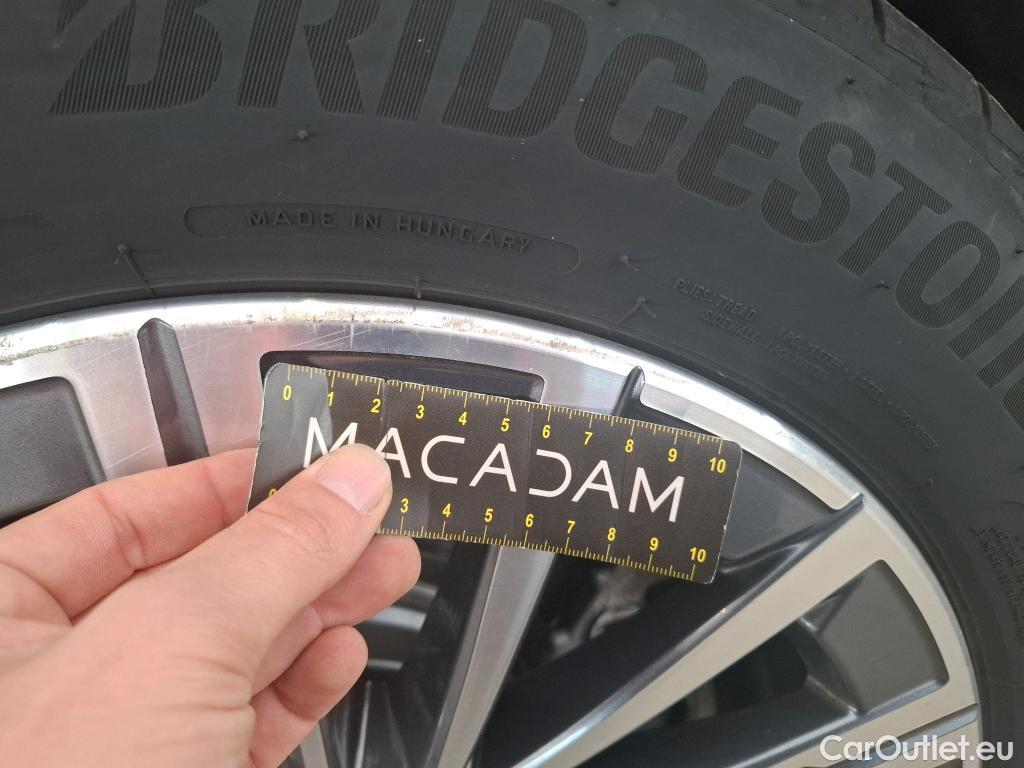 BRIDGESTON
MADE IN HUNGARY
PLIES: TREAD
SIDEWALL
0 1 2 3 4 5 6 7 8 9 10
MACADAM
3 4 5 6 7 8 9 10
CarOutlet.eu